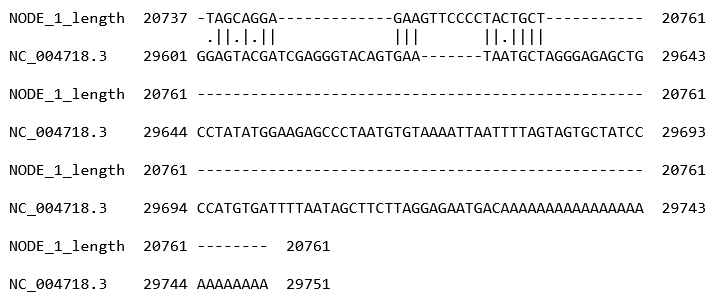 NODE_1_length  20737 -TAGCAGGA-------------GAAGTTCCCCTACTGCT-----------  20761
                      .||.|.||             |||       ||.||||
NC_004718.3    29601 GGAGTACGATCGAGGGTACAGTGAA-------TAATGCTAGGGAGAGCTG  29643
NODE_1_length  20761 --------------------------------------------------  20761
NC_004718.3    29644 CCTATATGGAAGAGCCCTAATGTGTAAAATTAATTTTAGTAGTGCTATCC  29693
NODE_1_length  20761 --------------------------------------------------  20761
NC_004718.3    29694 CCATGTGATTTTAATAGCTTCTTAGGAGAATGACAAAAAAAAAAAAAAAA  29743
NODE_1_length  20761 --------  20761
NC_004718.3    29744 AAAAAAAA  29751